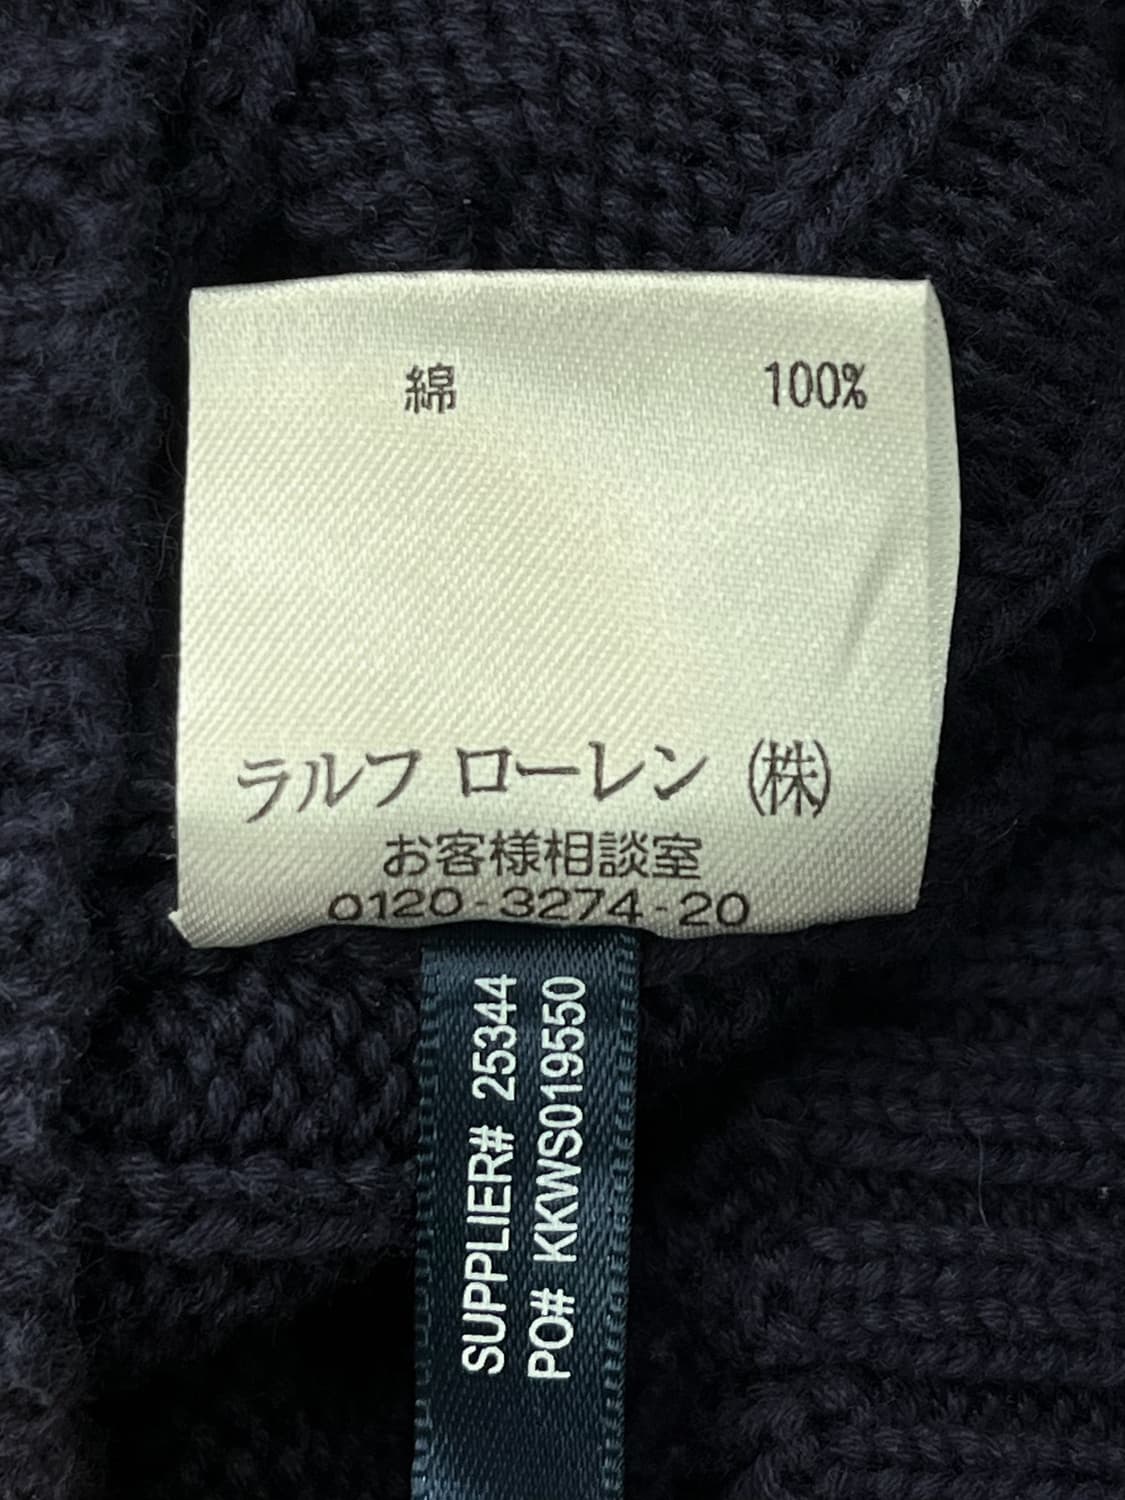 綿 100%
ラルフ ローレン (株)
お客様相談室
0120-3274-20
SUPPLIER# 25344
PO# KKWS019550